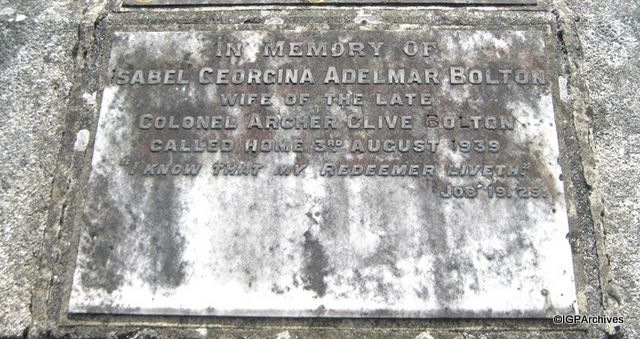 IN MEMORY OF
ISABEL GEORGINA ADELMAR BOLTON
WIFE OF THE LATE
COLONEL ARCHER CLIVE BOLTON
CALLED HOME 3RD AUGUST 1939
"I KNOW THAT MY REDEEMER LIVETH."
JOB 19.25.
©IGPArchives